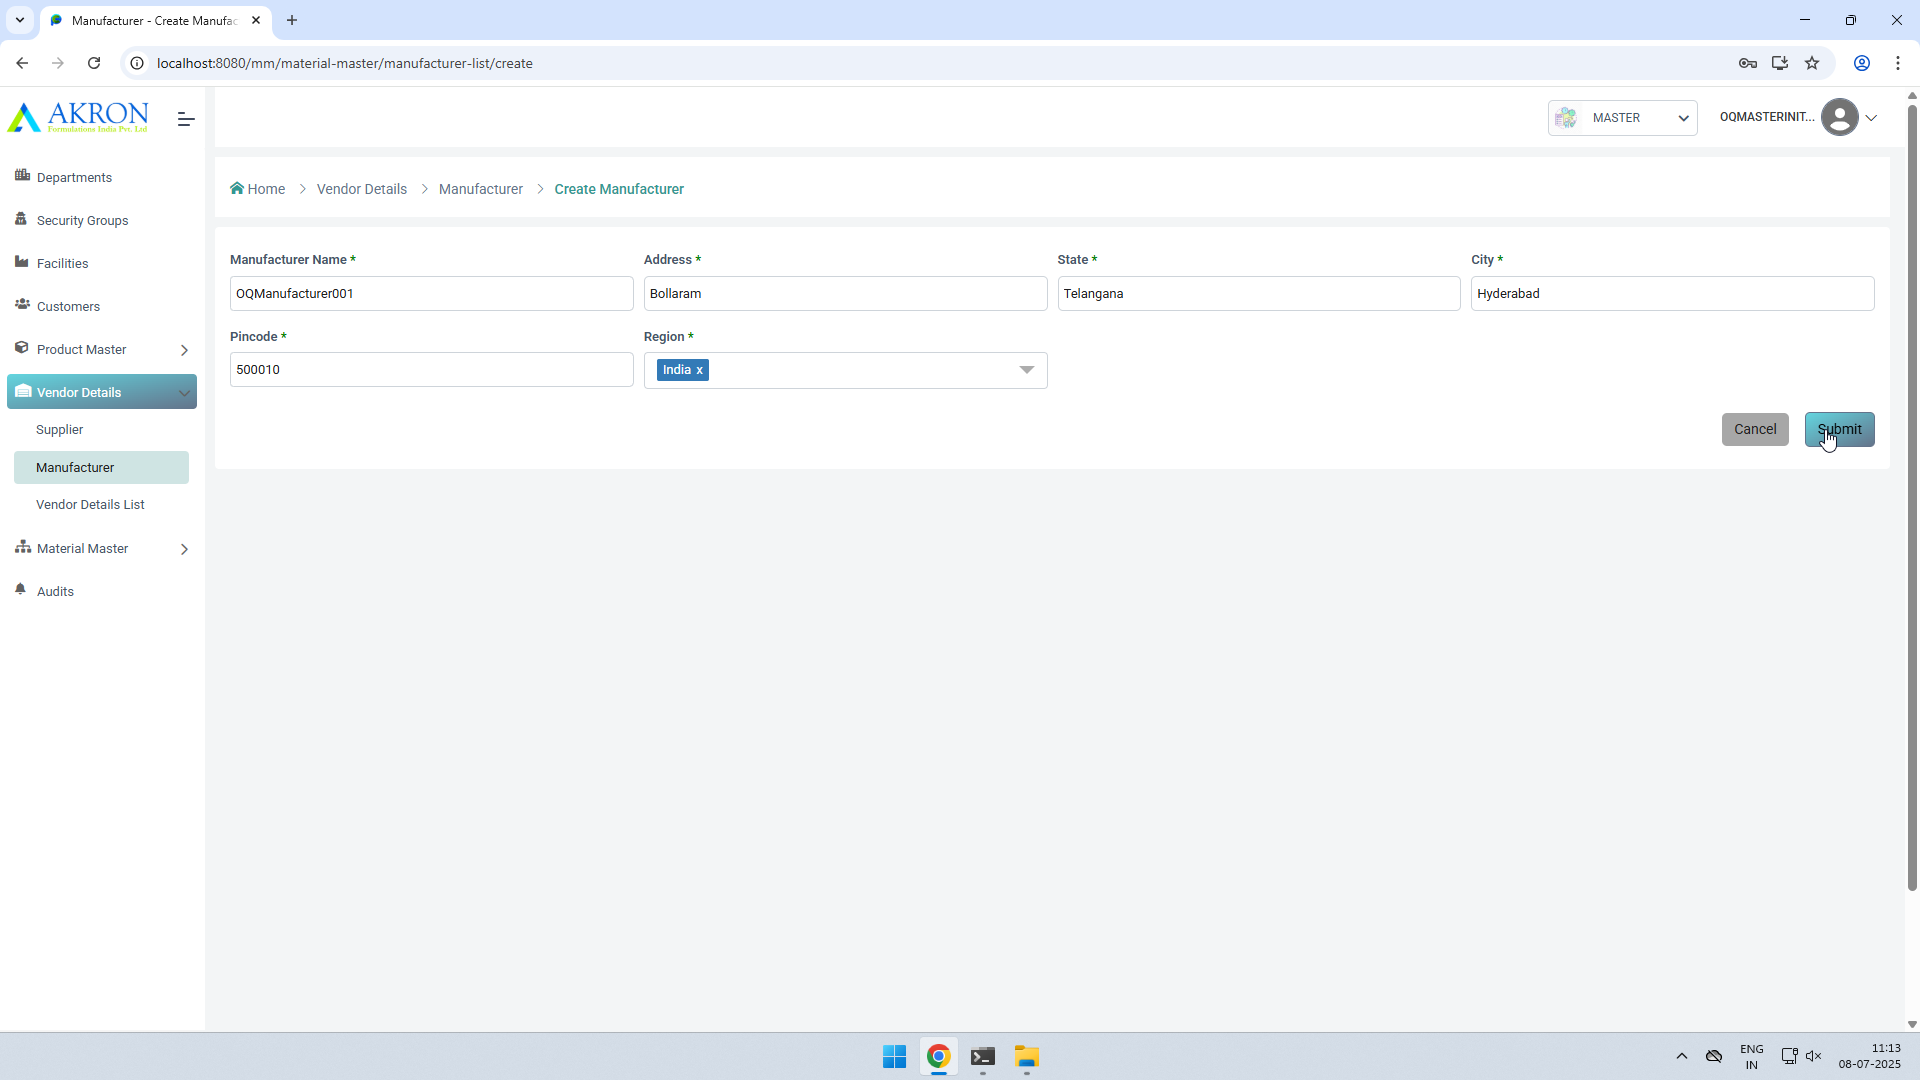 Manufacturer - Create Manufac
localhost:8080/mm/material-master/manufacturer-list/create
AKRON
Formulations India Pvt. Ltd
MASTER
OQMASTERINIT...
Departments
Security Groups
Facilities
Customers
Product Master
Vendor Details
Supplier
Manufacturer
Vendor Details List
Material Master
Audits
Home > Vendor Details > Manufacturer > Create Manufacturer
Manufacturer Name * Address * State * City *
OQManufacturer001 Bollaram Telangana Hyderabad
Pincode * Region *
500010 India x
Cancel Submit
ENG
IN
11:13
08-07-2025